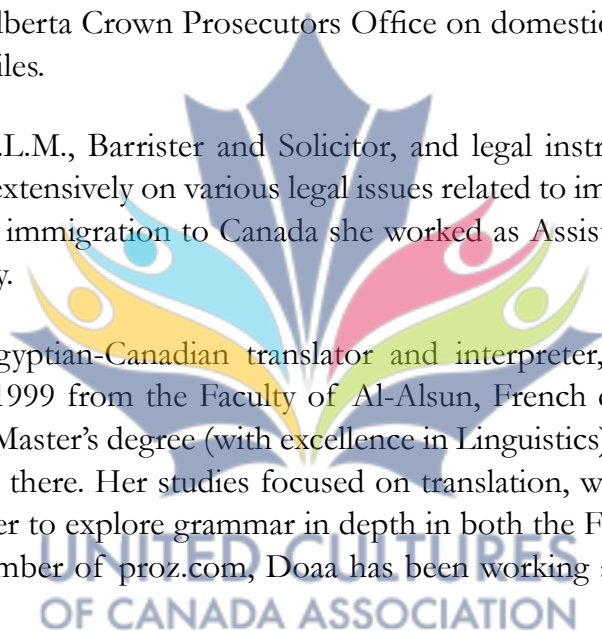 lberta Crown Prosecutors Office on domestic
iles.
.L.M., Barrister and Solicitor, and legal instr
extensively on various legal issues related to im
immigration to Canada she worked as Assist
y.
gyptian-Canadian translator and interpreter,
1999 from the Faculty of Al-Alsun, French
Master's degree (with excellence in Linguistics)
there. Her studies focused on translation, w
er to explore grammar in depth in both the F
mber of proz.com, Doaa has been working
UNITED CULTURES
OF CANADA ASSOCIATION